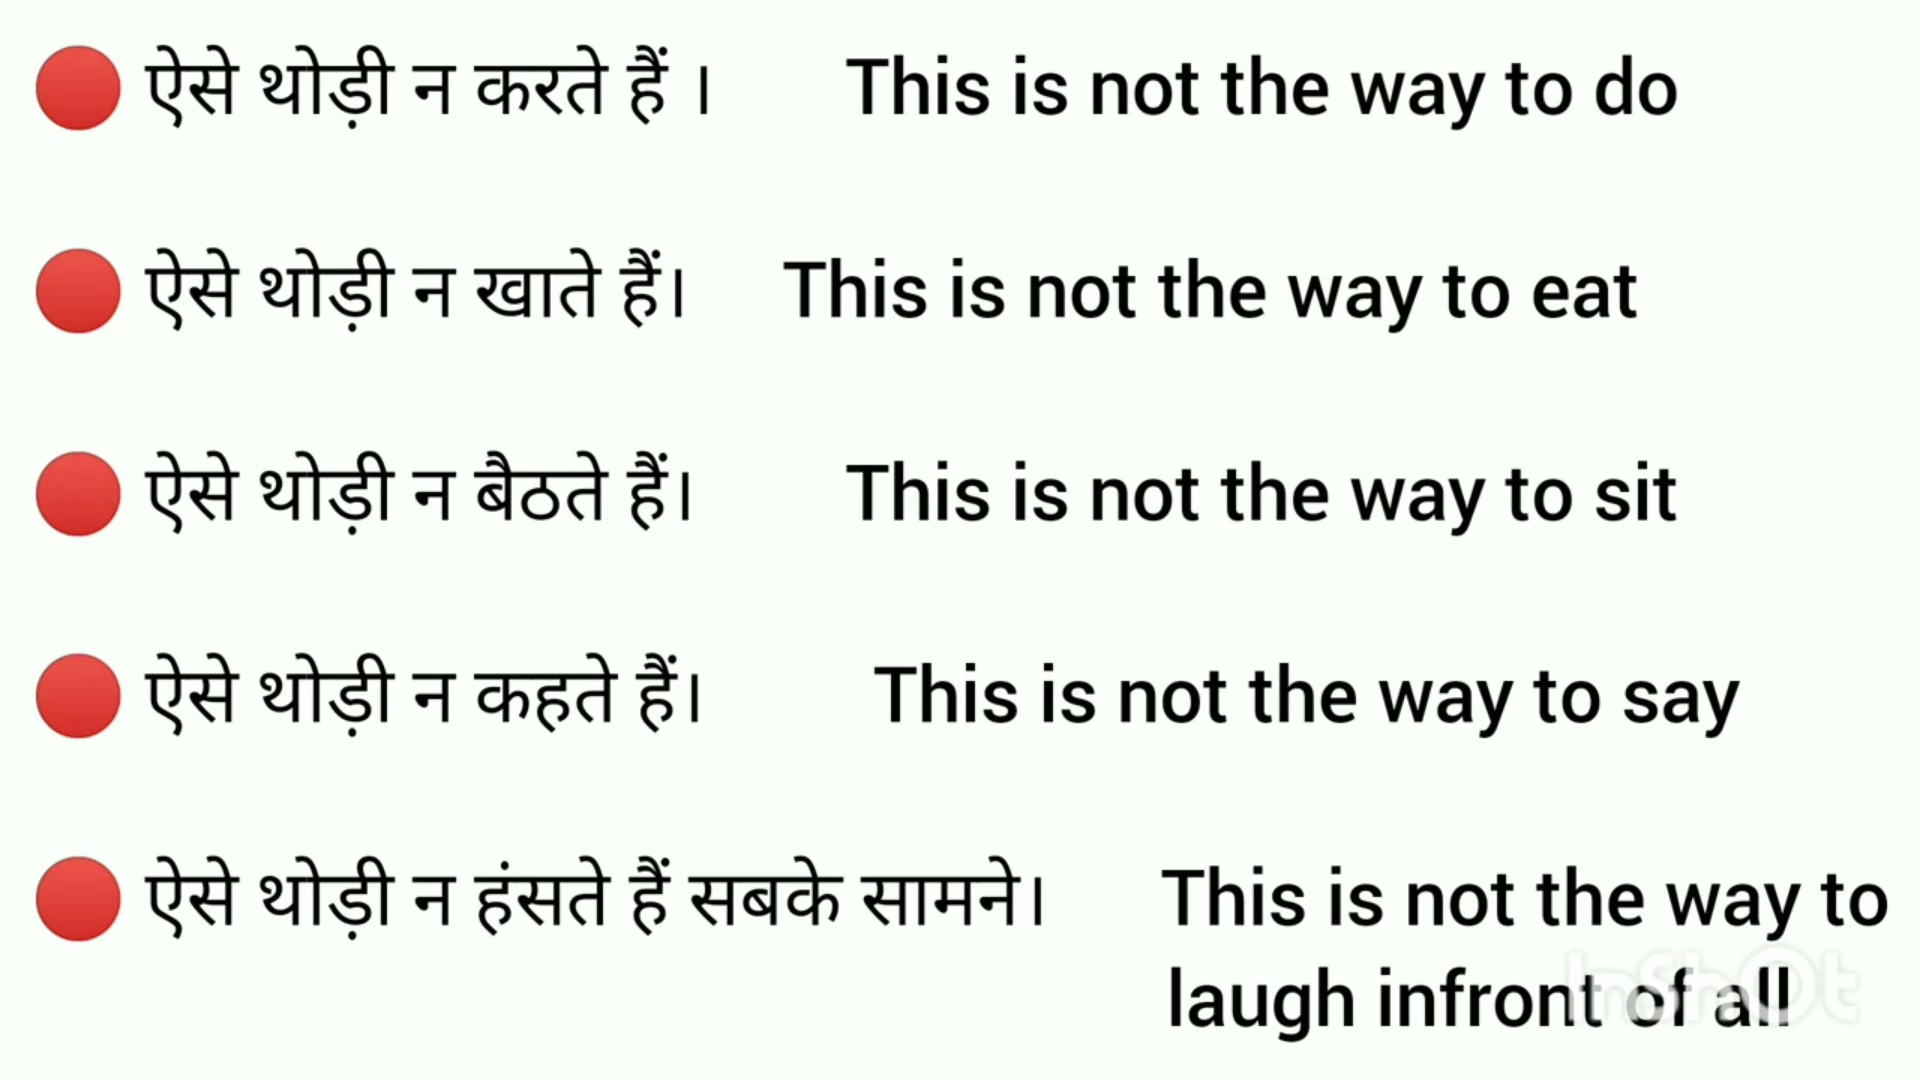 ऐसे थोड़ी न करते हैं । This is not the way to do
ऐसे थोड़ी न खाते हैं। This is not the way to eat
ऐसे थोड़ी न बैठते हैं। This is not the way to sit
ऐसे थोड़ी न कहते हैं। This is not the way to say
ऐसे थोड़ी न हंसते हैं सबके सामने। This is not the way to
laugh infront of all
InShOt